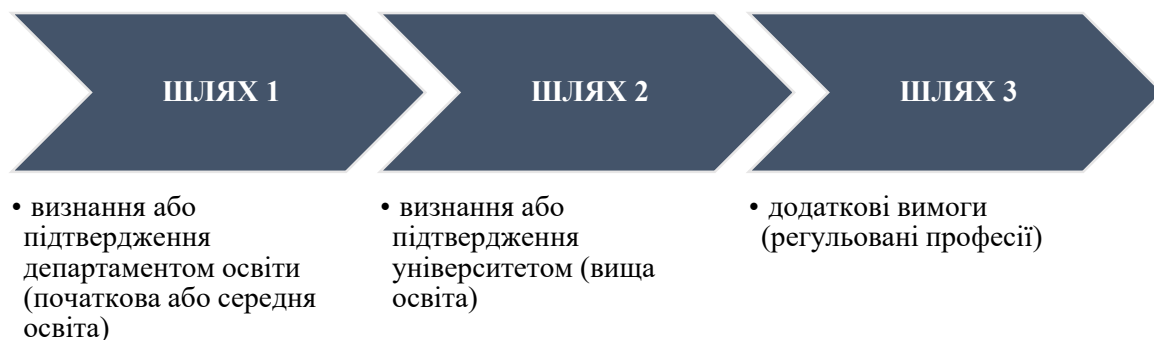 ШЛЯХ 1
• визнання або
підтвердження
департаментом освіти
(початкова або середня
освіта)
ШЛЯХ 2
• визнання або
підтвердження
університетом (вища
освіта)
ШЛЯХ 3
• додаткові вимоги
(регульовані професії)